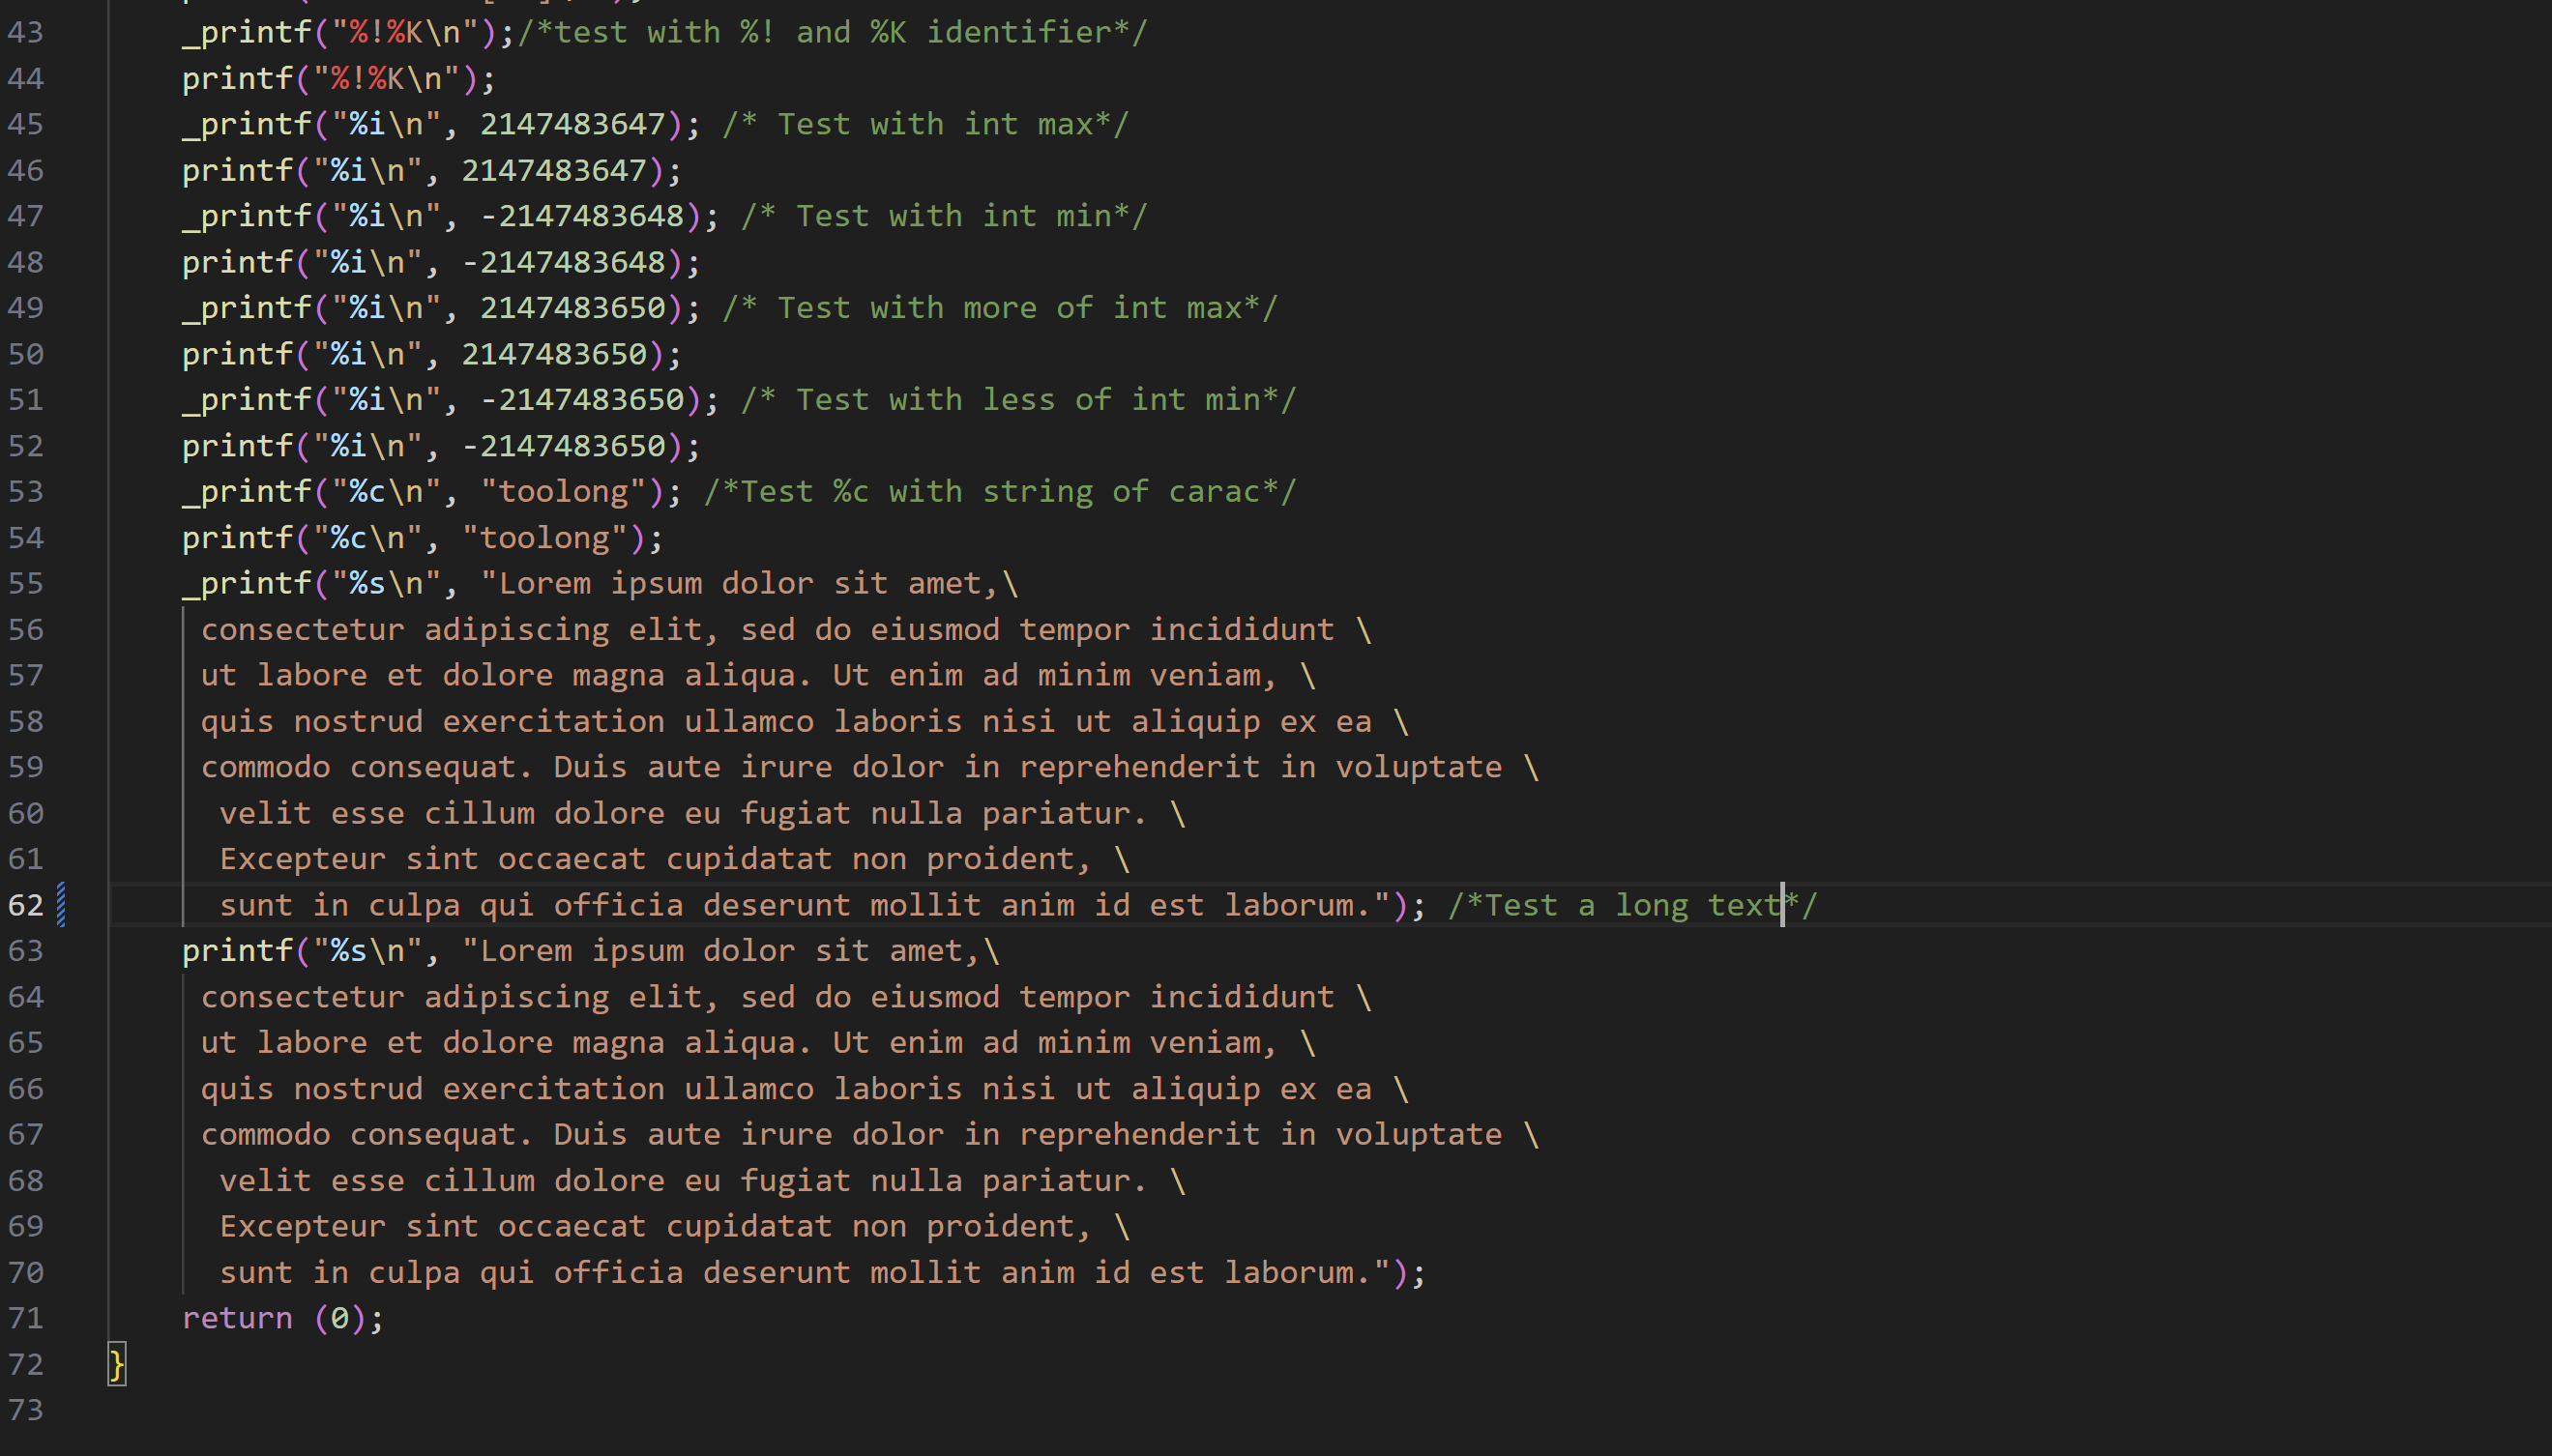 43 _printf("%!%K\n");/*test with %! and %K identifier*/
44 printf("%!%K\n");
45 _printf("%i\n", 2147483647); /* Test with int max*/
46 printf("%i\n", 2147483647);
47 _printf("%i\n", -2147483648); /* Test with int min*/
48 printf("%i\n", -2147483648);
49 _printf("%i\n", 2147483650); /* Test with more of int max*/
50 printf("%i\n", 2147483650);
51 _printf("%i\n", -2147483650); /* Test with less of int min*/
52 printf("%i\n", -2147483650);
53 _printf("%c\n", "toolong"); /*Test %c with string of carac*/
54 printf("%c\n", "toolong");
55 _printf("%s\n", "Lorem ipsum dolor sit amet,\
56 consectetur adipiscing elit, sed do eiusmod tempor incididunt \
57 ut labore et dolore magna aliqua. Ut enim ad minim veniam, \
58 quis nostrud exercitation ullamco laboris nisi ut aliquip ex ea \
59 commodo consequat. Duis aute irure dolor in reprehenderit in voluptate \
60 velit esse cillum dolore eu fugiat nulla pariatur. \
61 Excepteur sint occaecat cupidatat non proident, \
62 sunt in culpa qui officia deserunt mollit anim id est laborum."); /*Test a long text*/
63 printf("%s\n", "Lorem ipsum dolor sit amet,\
64 consectetur adipiscing elit, sed do eiusmod tempor incididunt \
65 ut labore et dolore magna aliqua. Ut enim ad minim veniam, \
66 quis nostrud exercitation ullamco laboris nisi ut aliquip ex ea \
67 commodo consequat. Duis aute irure dolor in reprehenderit in voluptate \
68 velit esse cillum dolore eu fugiat nulla pariatur. \
69 Excepteur sint occaecat cupidatat non proident, \
70 sunt in culpa qui officia deserunt mollit anim id est laborum.");
71 return (0);
72 }
73